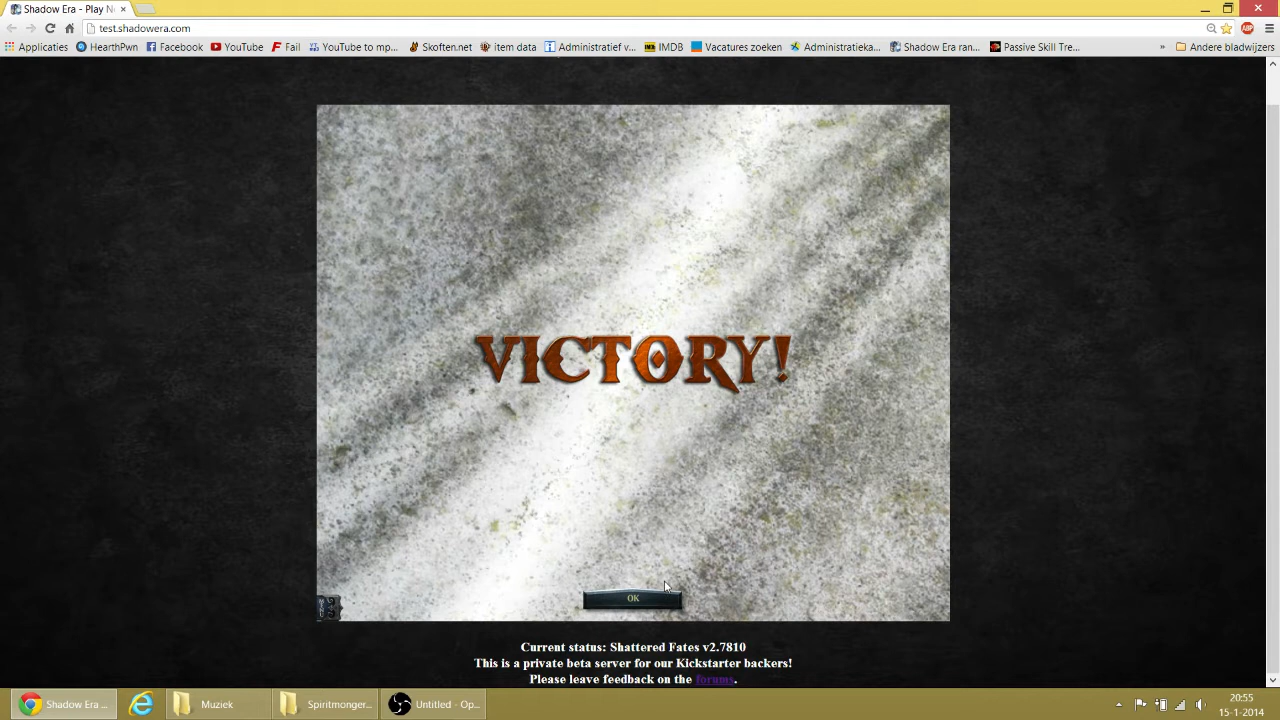 Shadow Era - Play N
test.shadowera.com
Applicaties HearthPwn Facebook YouTube Fail YouTube to mp... Skoften.net item data Administratief v... IMDB Vacatures zoeken Administratieka... Shadow Era ran... Passive Skill Tre... » Andere bladwijzers
VICTORY!
OK
Current status: Shattered Fates v2.7810
This is a private beta server for our Kickstarter backers!
Please leave feedback on the forums.
Shadow Era ... Muziek Spiritmonger... Untitled - Op... 20:55
15-1-2014